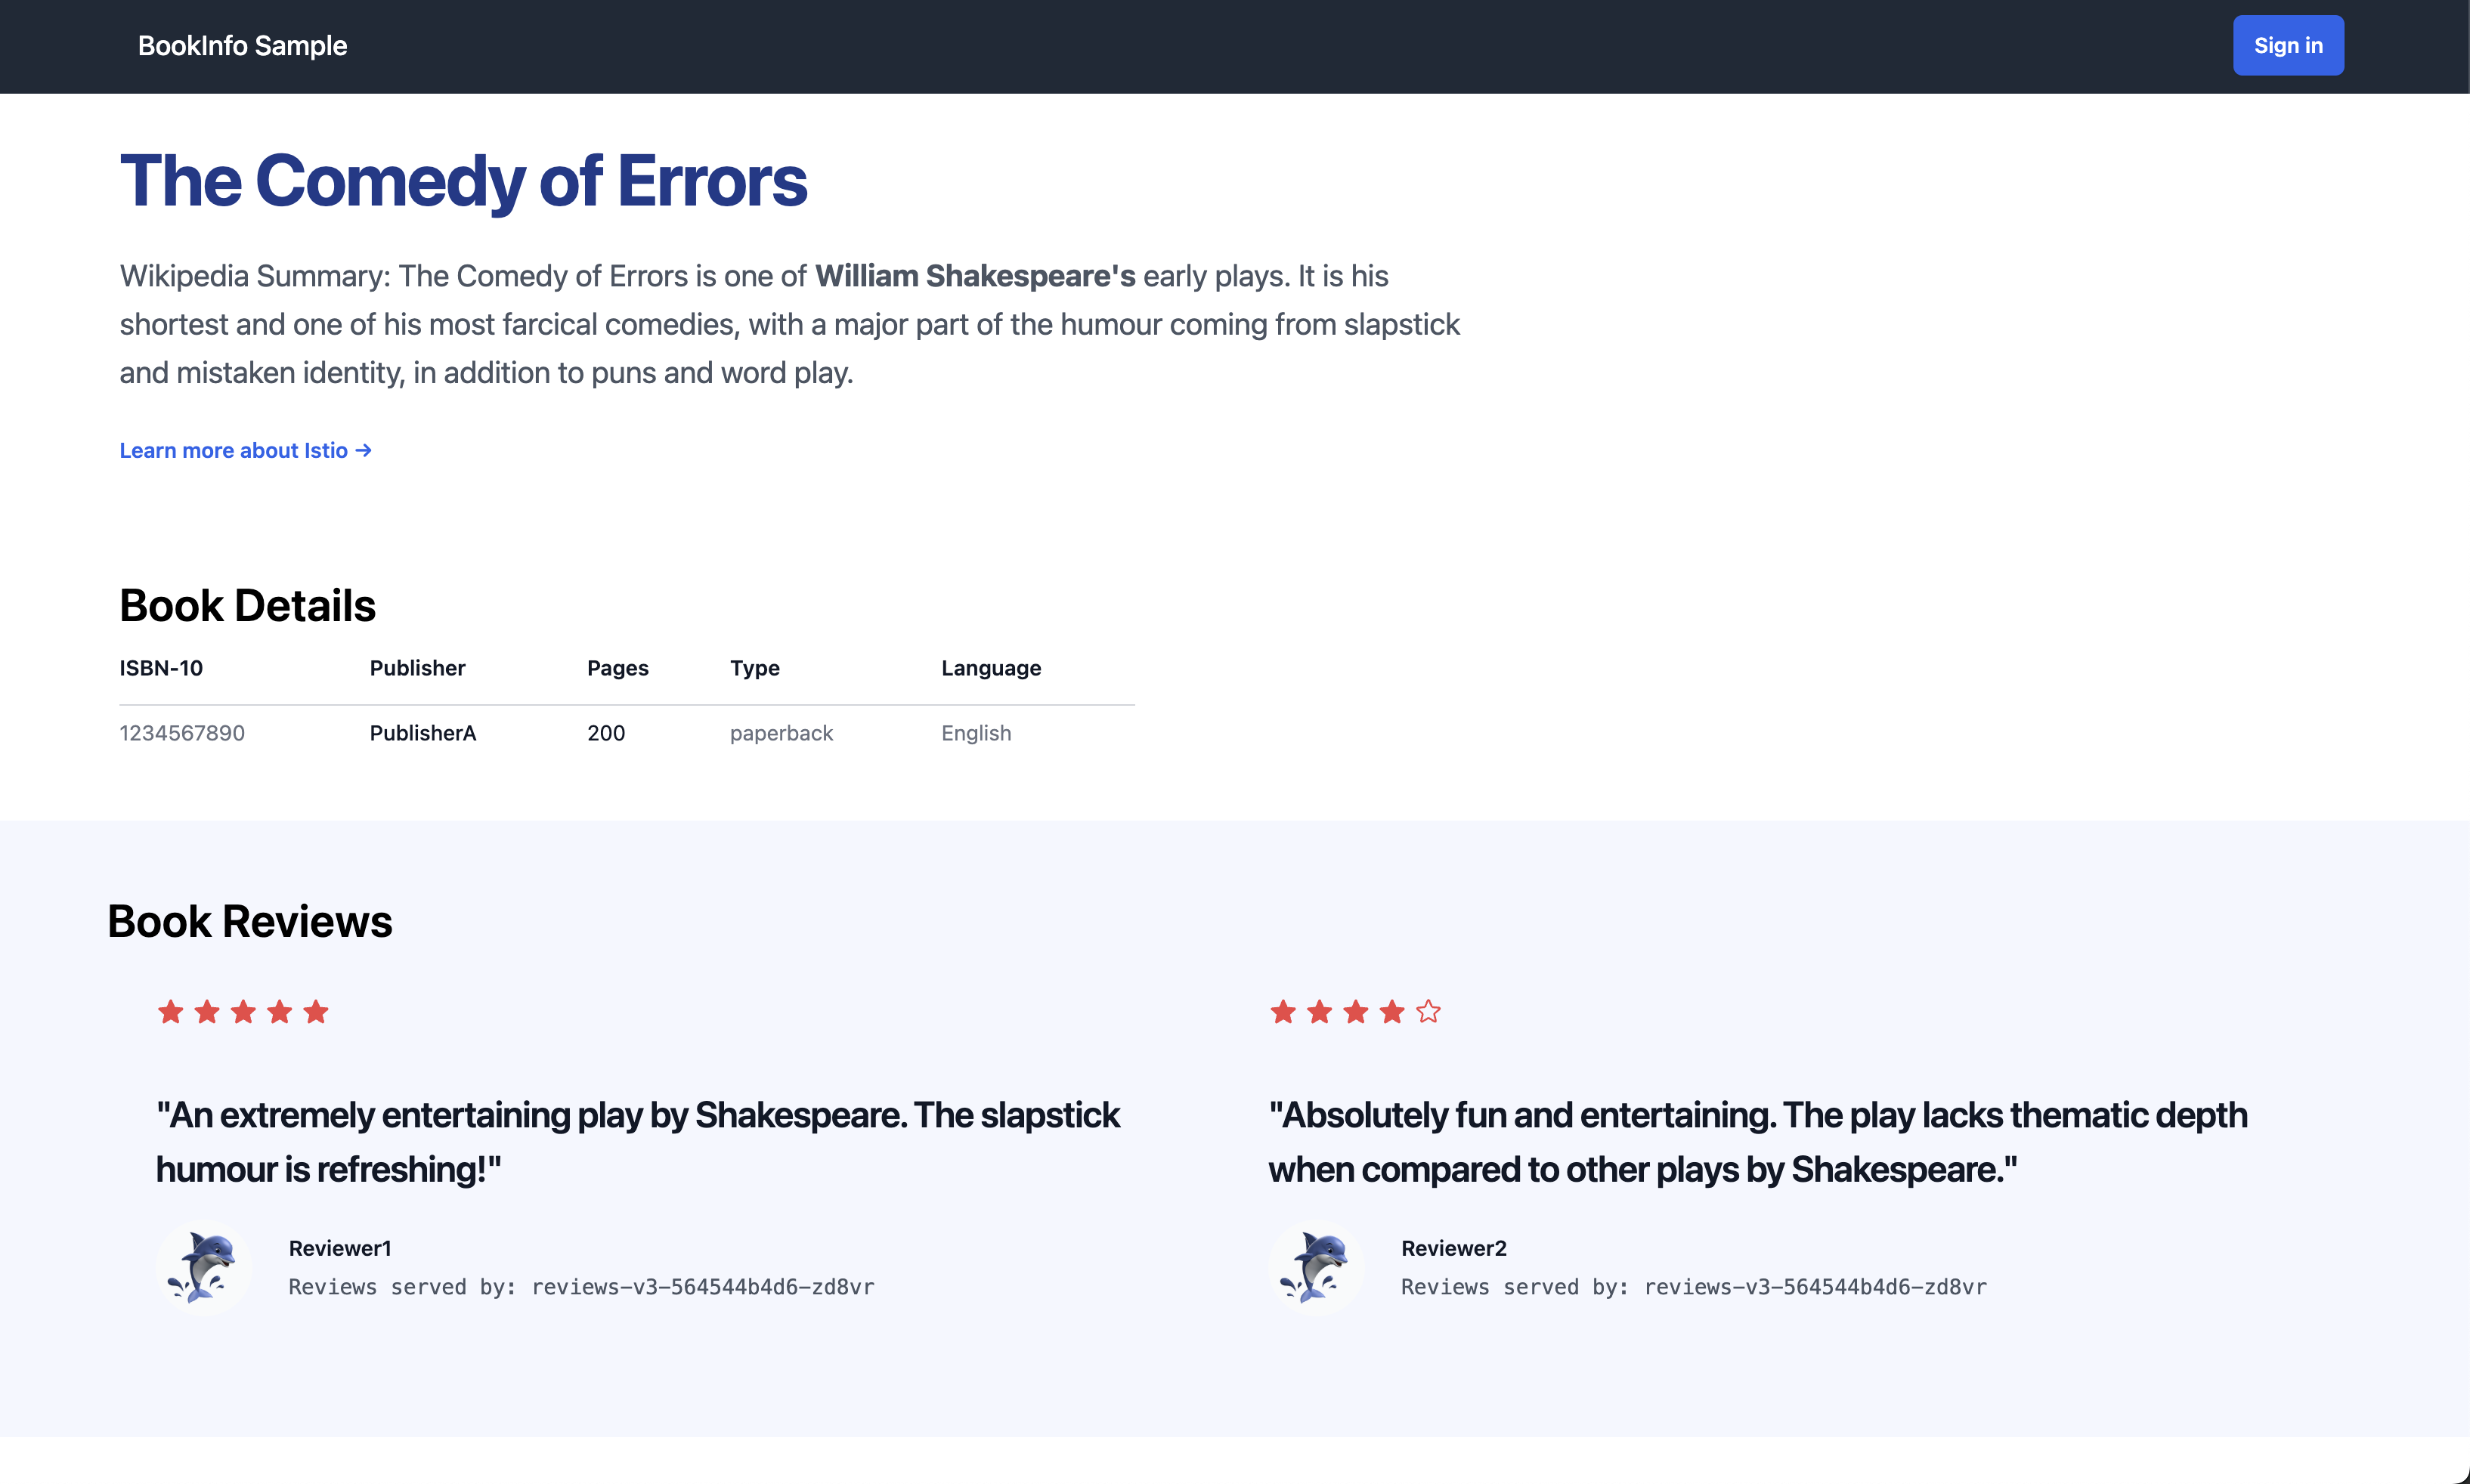 BookInfo Sample
Sign in
The Comedy of Errors
Wikipedia Summary: The Comedy of Errors is one of William Shakespeare's early plays. It is his
shortest and one of his most farcical comedies, with a major part of the humour coming from slapstick
and mistaken identity, in addition to puns and word play.
Learn more about Istio →
Book Details
ISBN-10 Publisher Pages Type Language
1234567890 PublisherA 200 paperback English
Book Reviews
"An extremely entertaining play by Shakespeare. The slapstick
humour is refreshing!"
Reviewer1
Reviews served by: reviews-v3-564544b4d6-zd8vr
"Absolutely fun and entertaining. The play lacks thematic depth
when compared to other plays by Shakespeare."
Reviewer2
Reviews served by: reviews-v3-564544b4d6-zd8vr